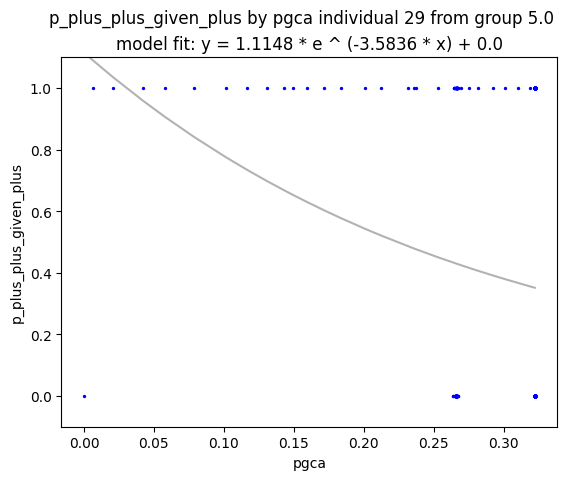 p_plus_plus_given_plus by pgca individual 29 from group 5.0
model fit: y = 1.1148 * e ^ (-3.5836 * x) + 0.0
p_plus_plus_given_plus
1.0
0.8
0.6
0.4
0.2
0.0
0.00 0.05 0.10 0.15 0.20 0.25 0.30
pgca